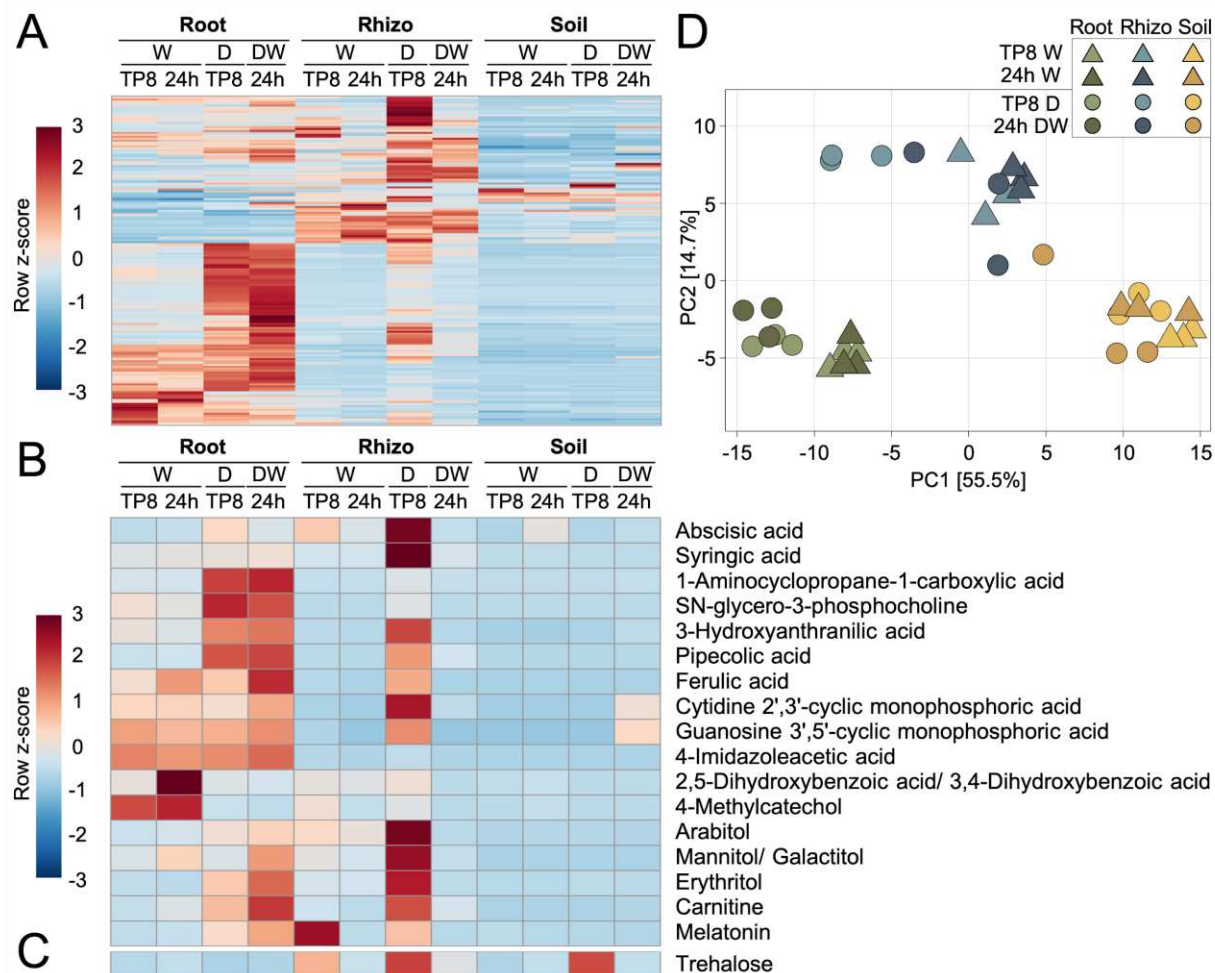 A
Root Rhizo Soil
W D DW W D DW W D DW
TP8 24h TP8 24h TP8 24h TP8 24h TP8 24h TP8 24h
Row z-score
3
2
1
0
-1
-2
-3
B
Root Rhizo Soil
W D DW W D DW W D DW
TP8 24h TP8 24h TP8 24h TP8 24h TP8 24h TP8 24h
Row z-score
3
2
1
0
-1
-2
-3
Abscisic acid
Syringic acid
1-Aminocyclopropane-1-carboxylic acid
SN-glycero-3-phosphocholine
3-Hydroxyanthranilic acid
Pipecolic acid
Ferulic acid
Cytidine 2',3'-cyclic monophosphoric acid
Guanosine 3',5'-cyclic monophosphoric acid
4-Imidazoleacetic acid
2,5-Dihydroxybenzoic acid/ 3,4-Dihydroxybenzoic acid
4-Methylcatechol
Arabitol
Mannitol/ Galactitol
Erythritol
Carnitine
Melatonin
C
Trehalose
D
Root Rhizo Soil
TP8 W
24h W
TP8 D
24h DW
PC2 [14.7%]
10
5
0
-5
-15 -10 -5 0 5 10 15
PC1 [55.5%]